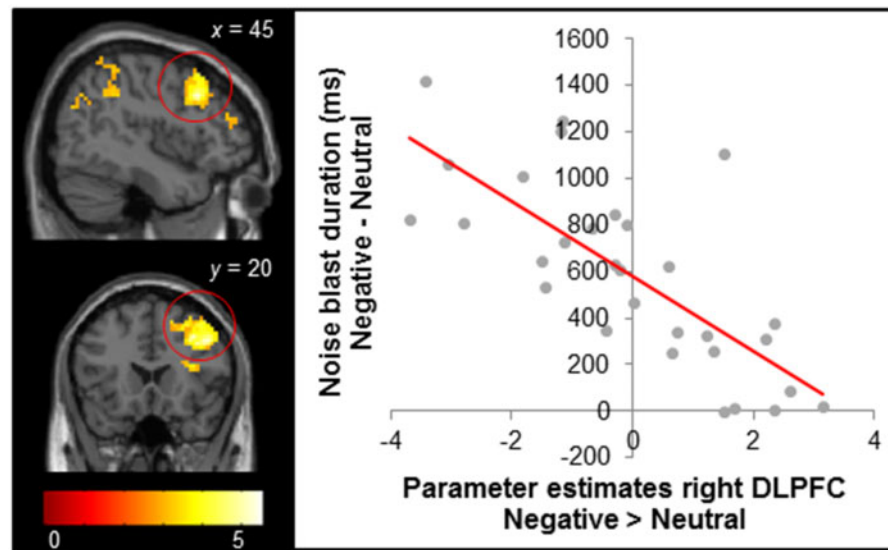 x = 45
y = 20
0 5
Noise blast duration (ms)
Negative - Neutral
1600
1400
1200
1000
800
600
400
200
0
-200
-4 -2 0 2 4
Parameter estimates right DLPFC
Negative > Neutral